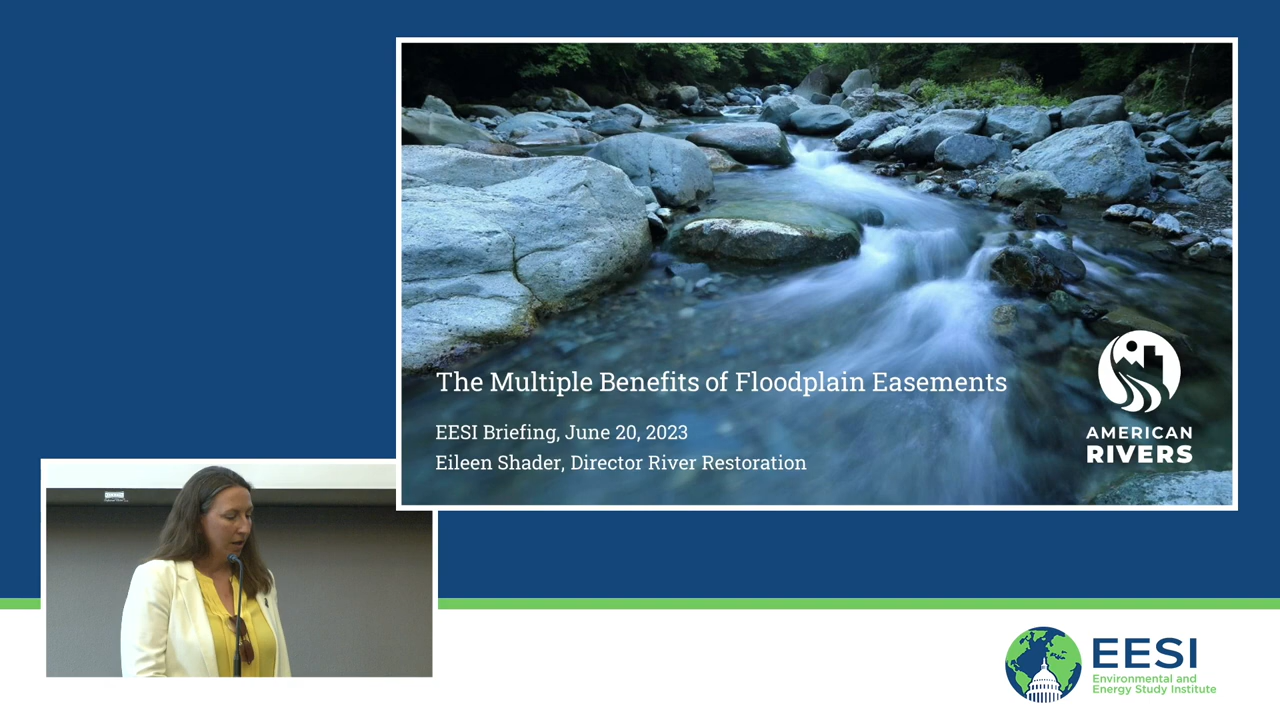 The Multiple Benefits of Floodplain Easements
EESI Briefing, June 20, 2023
Eileen Shader, Director River Restoration
AMERICAN
RIVERS
EESI
Environmental and
Energy Study Institute